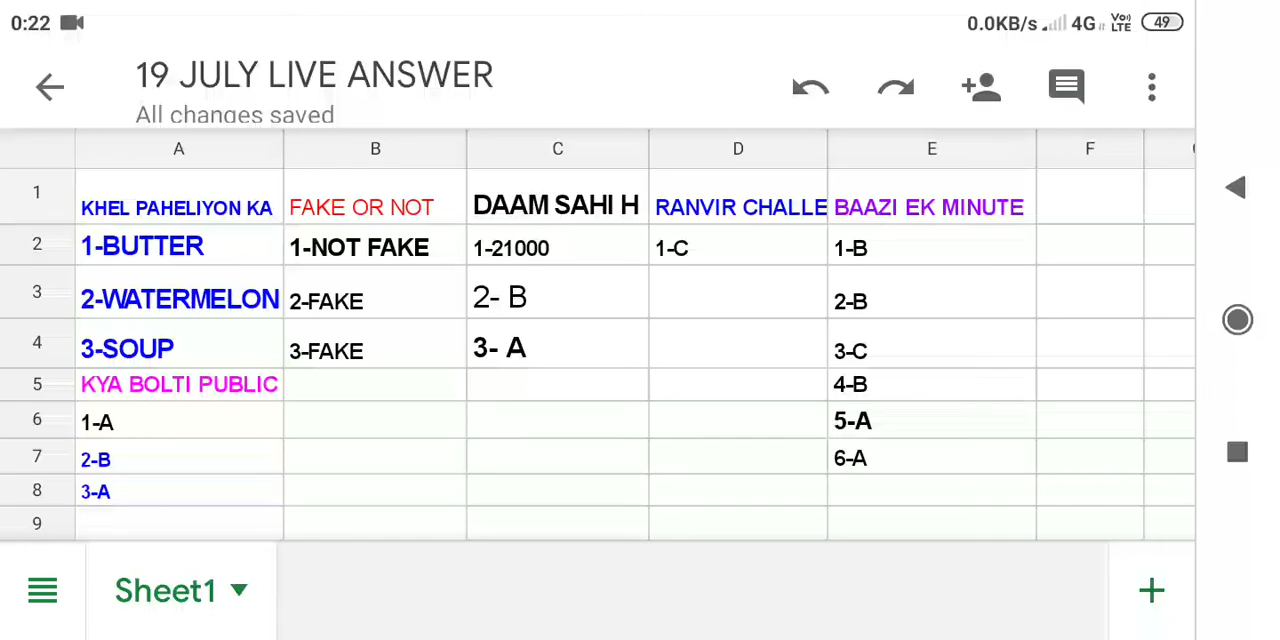 0:22 0.0KB/s 4G Vo) LTE 49
19 JULY LIVE ANSWER
All changes saved
A B C D E F
1 KHEL PAHELIYON KA FAKE OR NOT DAAM SAHI H RANVIR CHALLE BAAZI EK MINUTE
2 1-BUTTER 1-NOT FAKE 1-21000 1-C 1-B
3 2-WATERMELON 2-FAKE 2- B 2-B
4 3-SOUP 3-FAKE 3- A 3-C
5 KYA BOLTI PUBLIC 4-B
6 1-A 5-A
7 2-B 6-A
8 3-A
9
Sheet1